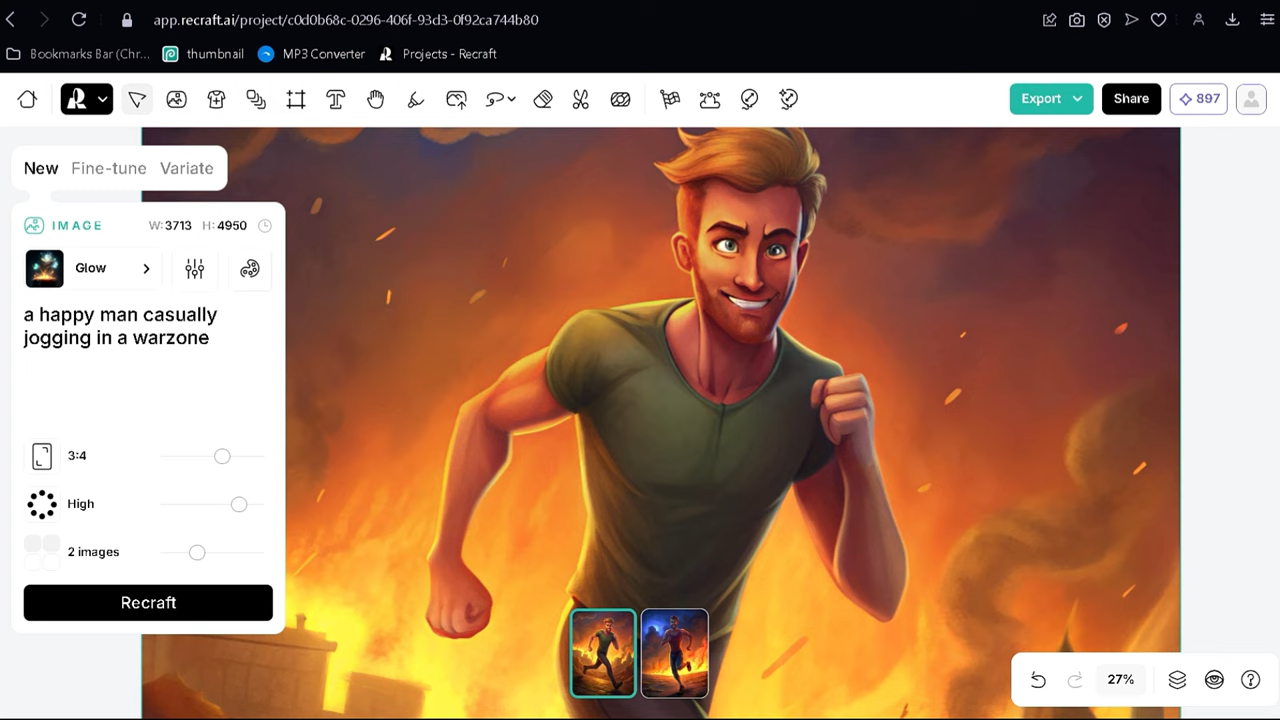 app.recraft.ai/project/c0d0b68c-0296-406f-93d3-0f92ca744b80
Bookmarks Bar (Chr... thumbnail MP3 Converter Projects - Recraft
Export Share 897
New Fine-tune Variate
IMAGE W:3713 H:4950
Glow
a happy man casually
jogging in a warzone
3:4
High
2 images
Recraft
27%